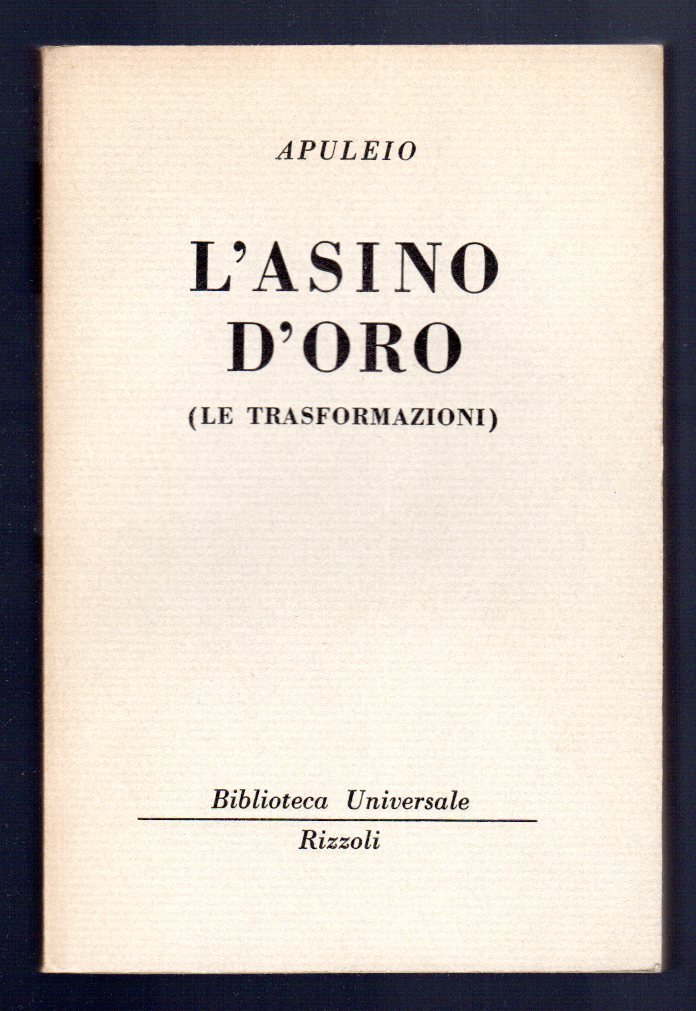 APULEIO
L'ASINO
D'ORO
(LE TRASFORMAZIONI)
Biblioteca Universale
Rizzoli